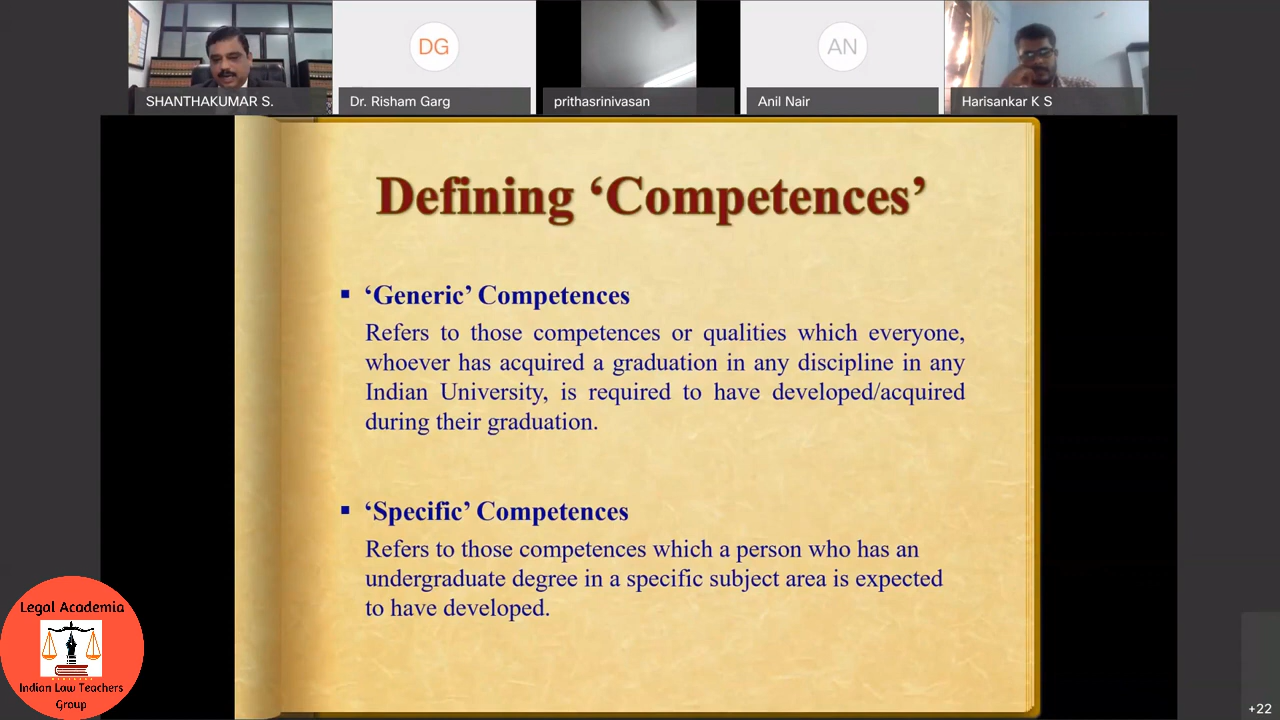 DG
AN
SHANTHAKUMAR S.
Dr. Risham Garg
prithasrinivasan
Anil Nair
Harisankar K S
Defining ‘Competences’
▪ ‘Generic’ Competences
Refers to those competences or qualities which everyone,
whoever has acquired a graduation in any discipline in any
Indian University, is required to have developed/acquired
during their graduation.
▪ ‘Specific’ Competences
Refers to those competences which a person who has an
undergraduate degree in a specific subject area is expected
to have developed.
Legal Academia
Indian Law Teachers
Group
+22